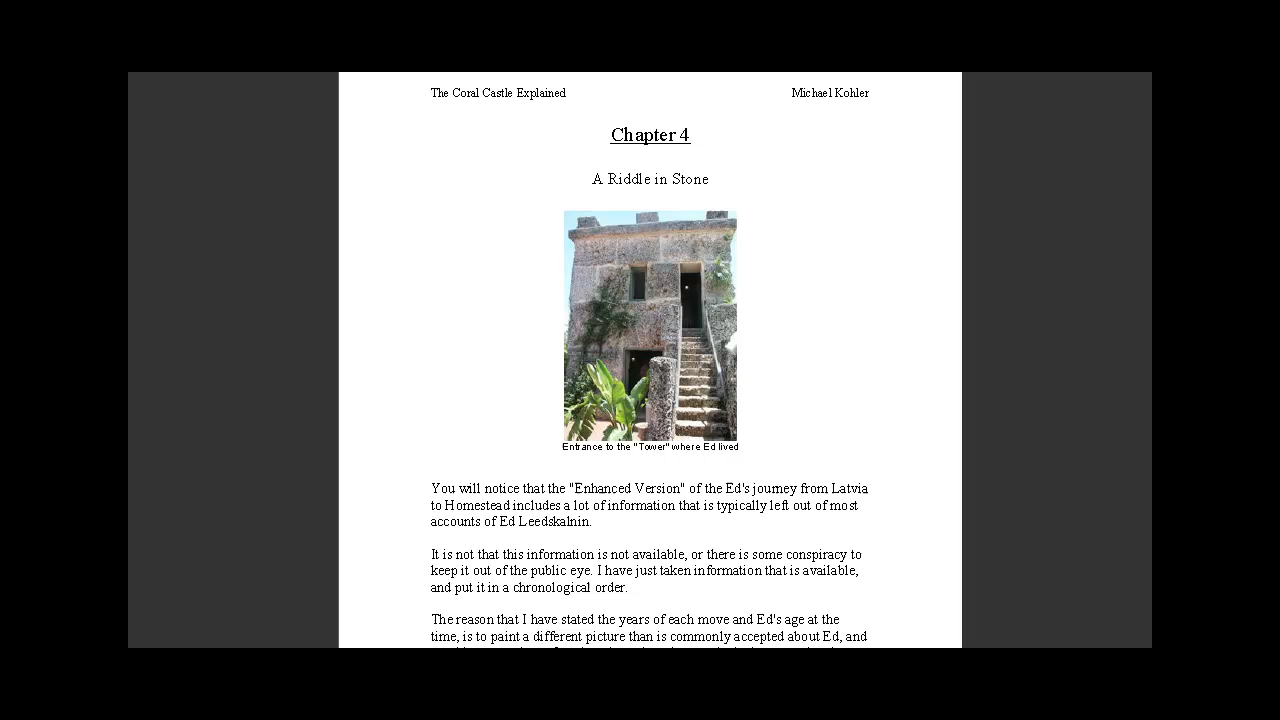 The Coral Castle Explained Michael Kohler
Chapter 4
A Riddle in Stone
Entrance to the "Tower" where Ed lived
You will notice that the "Enhanced Version" of the Ed's journey from Latvia
to Homestead includes a lot of information that is typically left out of most
accounts of Ed Leedskalnin.
It is not that this information is not available, or there is some conspiracy to
keep it out of the public eye. I have just taken information that is available,
and put it in a chronological order.
The reason that I have stated the years of each move and Ed's age at the
time, is to paint a different picture than is commonly accepted about Ed, and